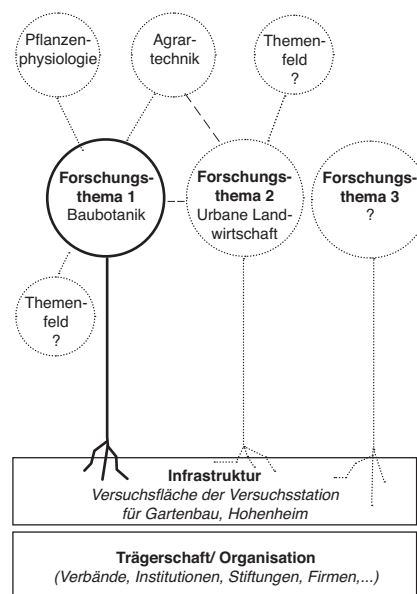 Pflanzen-
physiologie
Agrar-
technik
Themen-
feld
?
Forschungs-
thema 1
Baubotanik
Forschungs-
thema 2
Urbane Land-
wirtschaft
Forschungs-
thema 3
?
Themen-
feld
?
Infrastruktur
Versuchsfläche der Versuchsstation
für Gartenbau, Hohenheim
Trägerschaft/ Organisation
(Verbände, Institutionen, Stiftungen, Firmen,...)